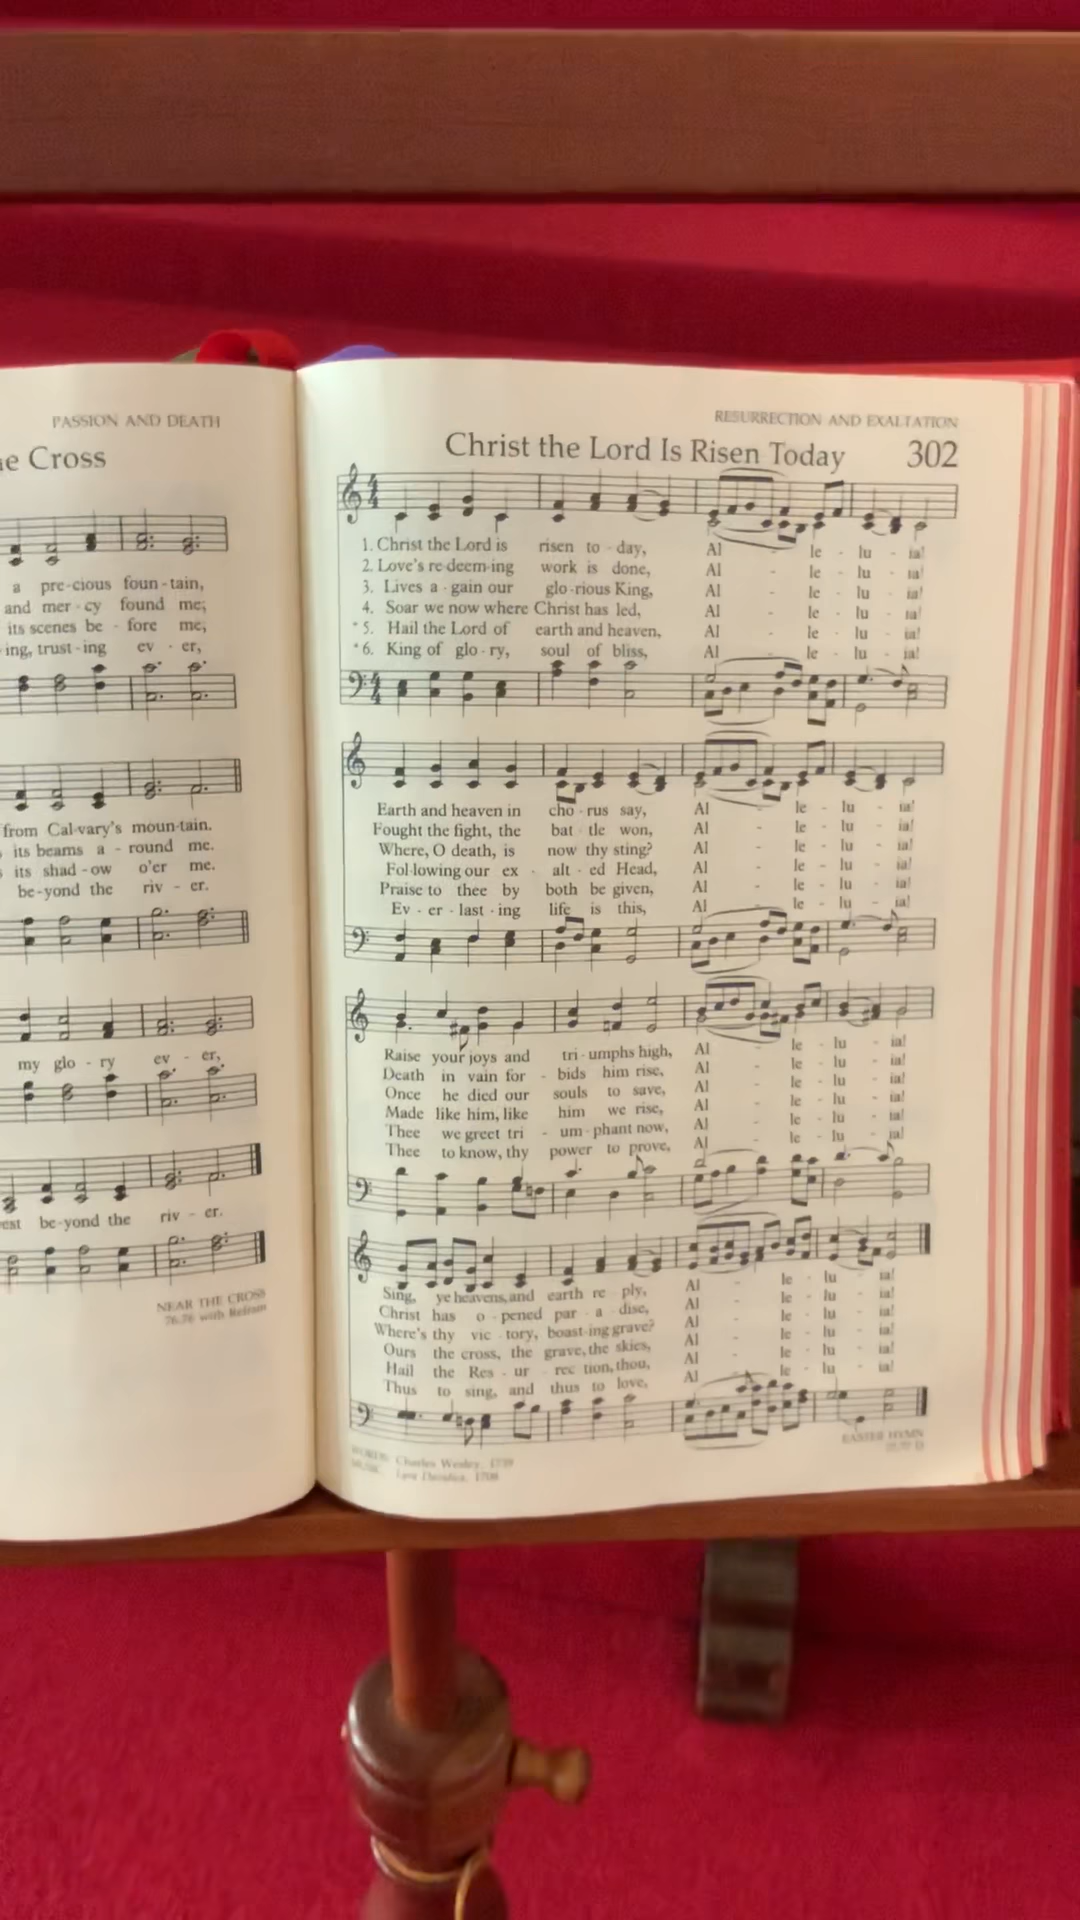 PASSION AND DEATH
e Cross
a pre-cious foun-tain,
and mer-cy found me;
its scenes be - fore me;
ing, trust-ing ev - er,
from Cal-vary's moun-tain.
its beams a - round me.
its shad-ow o'er me.
be-yond the riv - er.
my glo - ry ev - er,
est be-yond the riv - er.
NEAR THE CROSS
76.76 with Refrain
RESURRECTION AND EXALTATION
Christ the Lord Is Risen Today 302
1. Christ the Lord is risen to - day, Al - le - lu - ia!
2. Love's re-deem-ing work is done, Al - le - lu - ia!
3. Lives a - gain our glo-rious King, Al - le - lu - ia!
4. Soar we now where Christ has led, Al - le - lu - ia!
*5. Hail the Lord of earth and heaven, Al - le - lu - ia!
*6. King of glo - ry, soul of bliss, Al - le - lu - ia!
Earth and heaven in cho - rus say, Al - le - lu - ia!
Fought the fight, the bat - tle won, Al - le - lu - ia!
Where, O death, is now thy sting? Al - le - lu - ia!
Fol-lowing our ex - alt - ed Head, Al - le - lu - ia!
Praise to thee by both be given, Al - le - lu - ia!
Ev - er - last - ing life is this, Al - le - lu - ia!
Raise your joys and tri - umphs high, Al - le - lu - ia!
Death in vain for - bids him rise, Al - le - lu - ia!
Once he died our souls to save, Al - le - lu - ia!
Made like him, like him we rise, Al - le - lu - ia!
Thee we greet tri - um - phant now, Al - le - lu - ia!
Thee to know, thy power to prove, Al - le - lu - ia!
Sing, ye heavens, and earth re - ply, Al - le - lu - ia!
Christ has o - pened par - a - dise, Al - le - lu - ia!
Where's thy vic - tory, boast-ing grave? Al - le - lu - ia!
Ours the cross, the grave, the skies, Al - le - lu - ia!
Hail the Res - ur - rec tion, thou, Al - le - lu - ia!
Thus to sing, and thus to love, Al - le - lu - ia!
WORDS: Charles Wesley, 1739
Lyra Davidica, 1708
EASTER HYMN